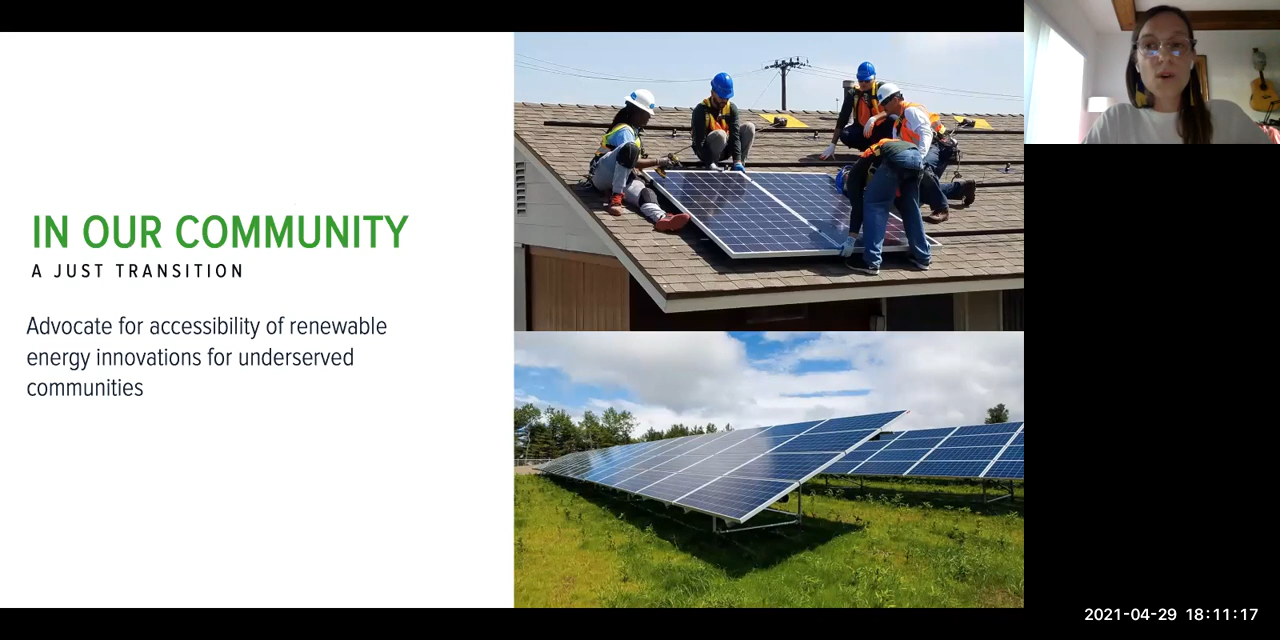 IN OUR COMMUNITY
A JUST TRANSITION
Advocate for accessibility of renewable
energy innovations for underserved
communities
2021-04-29 18:11:17